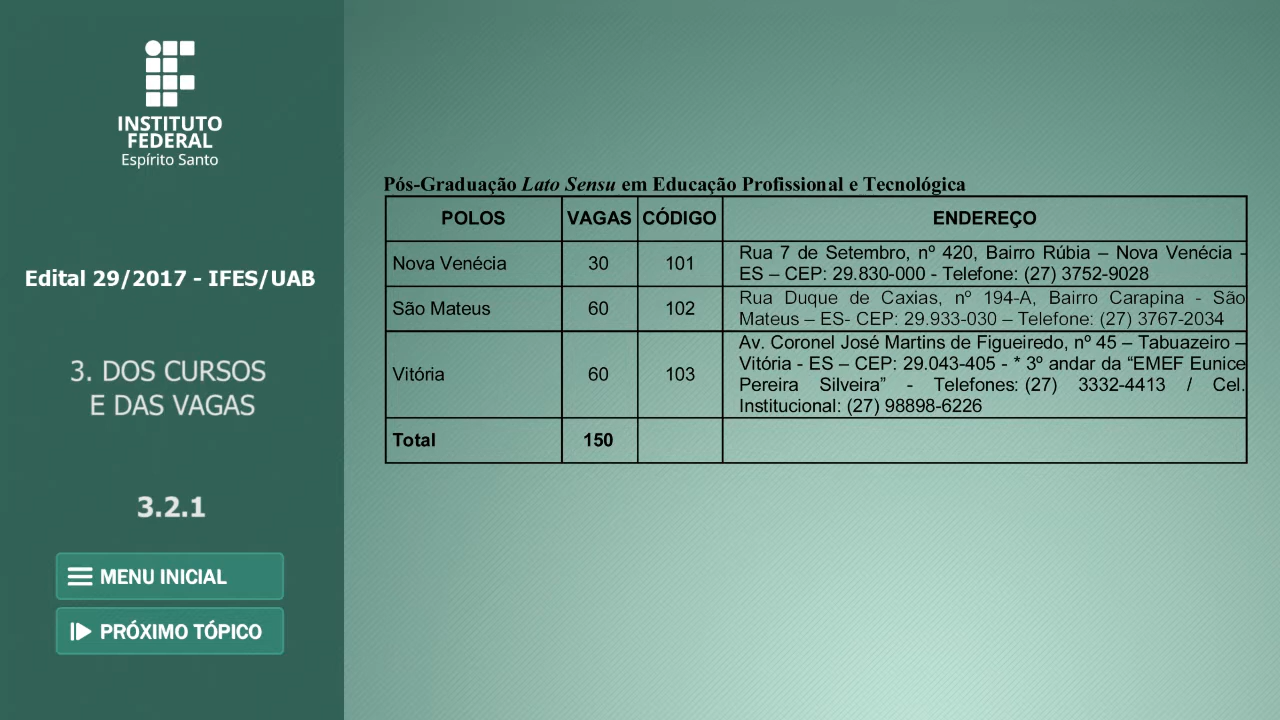 INSTITUTO
FEDERAL
Espírito Santo
Edital 29/2017 - IFES/UAB
3. DOS CURSOS
E DAS VAGAS
3.2.1
MENU INICIAL
PRÓXIMO TÓPICO
Pós-Graduação Lato Sensu em Educação Profissional e Tecnológica
POLOS VAGAS CÓDIGO ENDEREÇO
Nova Venécia 30 101 Rua 7 de Setembro, nº 420, Bairro Rúbia – Nova Venécia -
ES – CEP: 29.830-000 - Telefone: (27) 3752-9028
São Mateus 60 102 Rua Duque de Caxias, nº 194-A, Bairro Carapina - São
Mateus – ES- CEP: 29.933-030 – Telefone: (27) 3767-2034
Vitória 60 103 Av. Coronel José Martins de Figueiredo, nº 45 – Tabuazeiro –
Vitória - ES – CEP: 29.043-405 - * 3º andar da “EMEF Eunice
Pereira Silveira” - Telefones: (27) 3332-4413 / Cel.
Institucional: (27) 98898-6226
Total 150